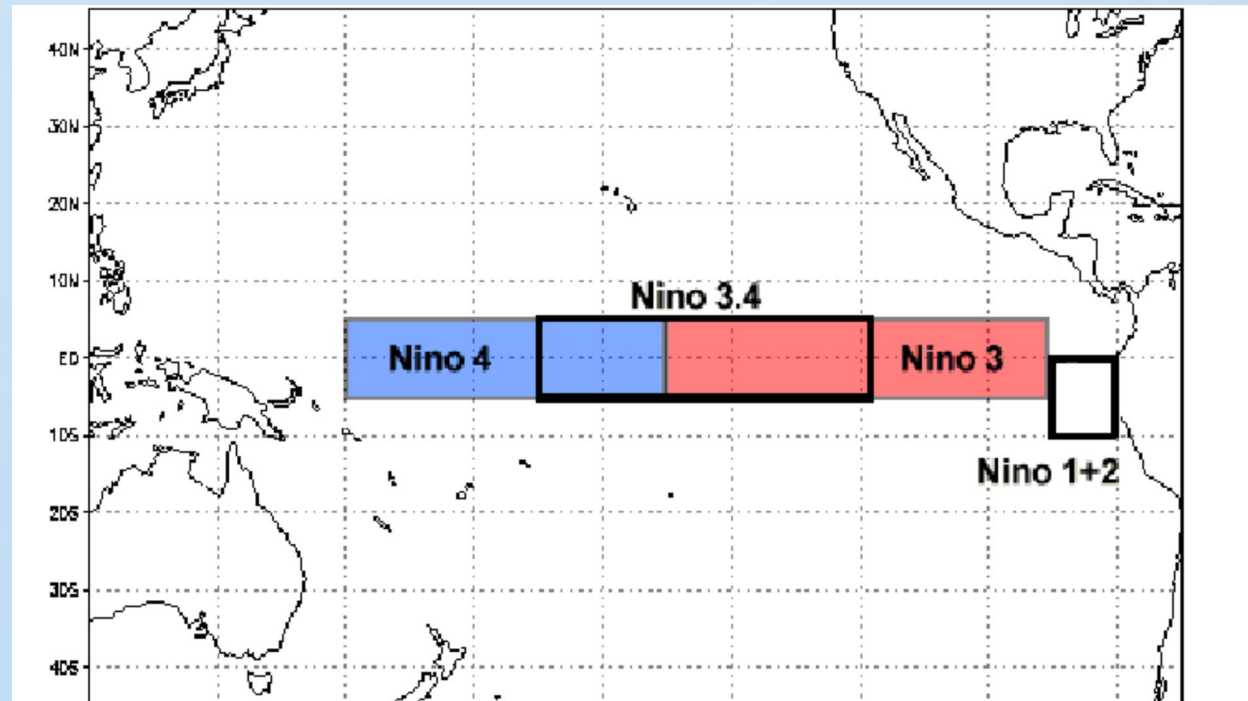 40N
30N
20N
10N
Nino 3.4
EQ
Nino 4
Nino 3
10S
Nino 1+2
20S
30S
40S